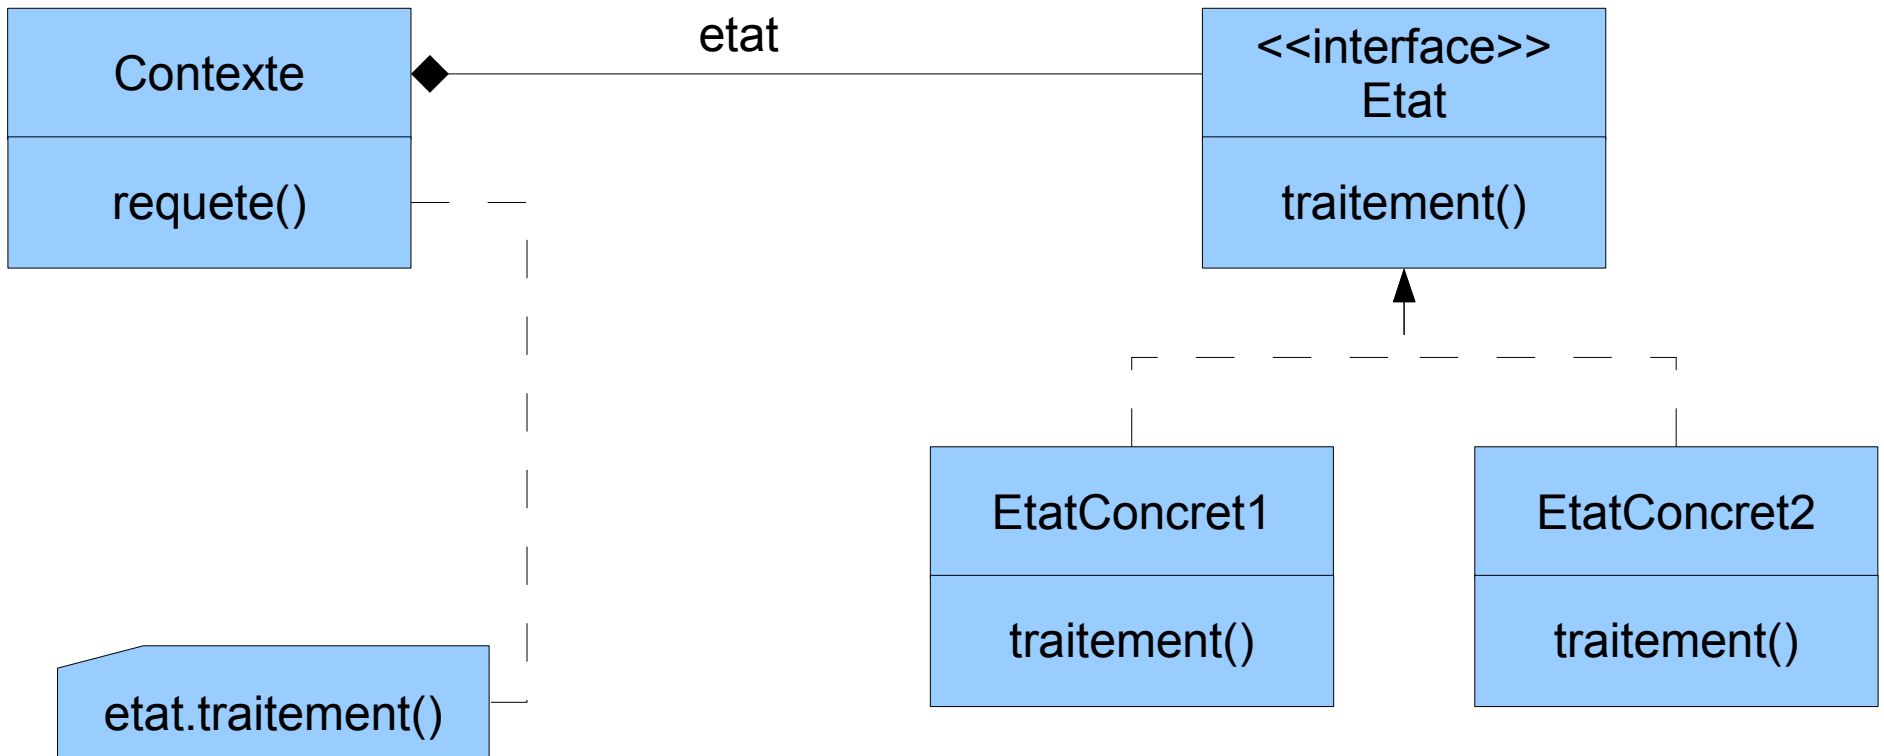 Contexte
requete()
etat
<<interface>>
Etat
traitement()
EtatConcret1
traitement()
EtatConcret2
traitement()
etat.traitement()